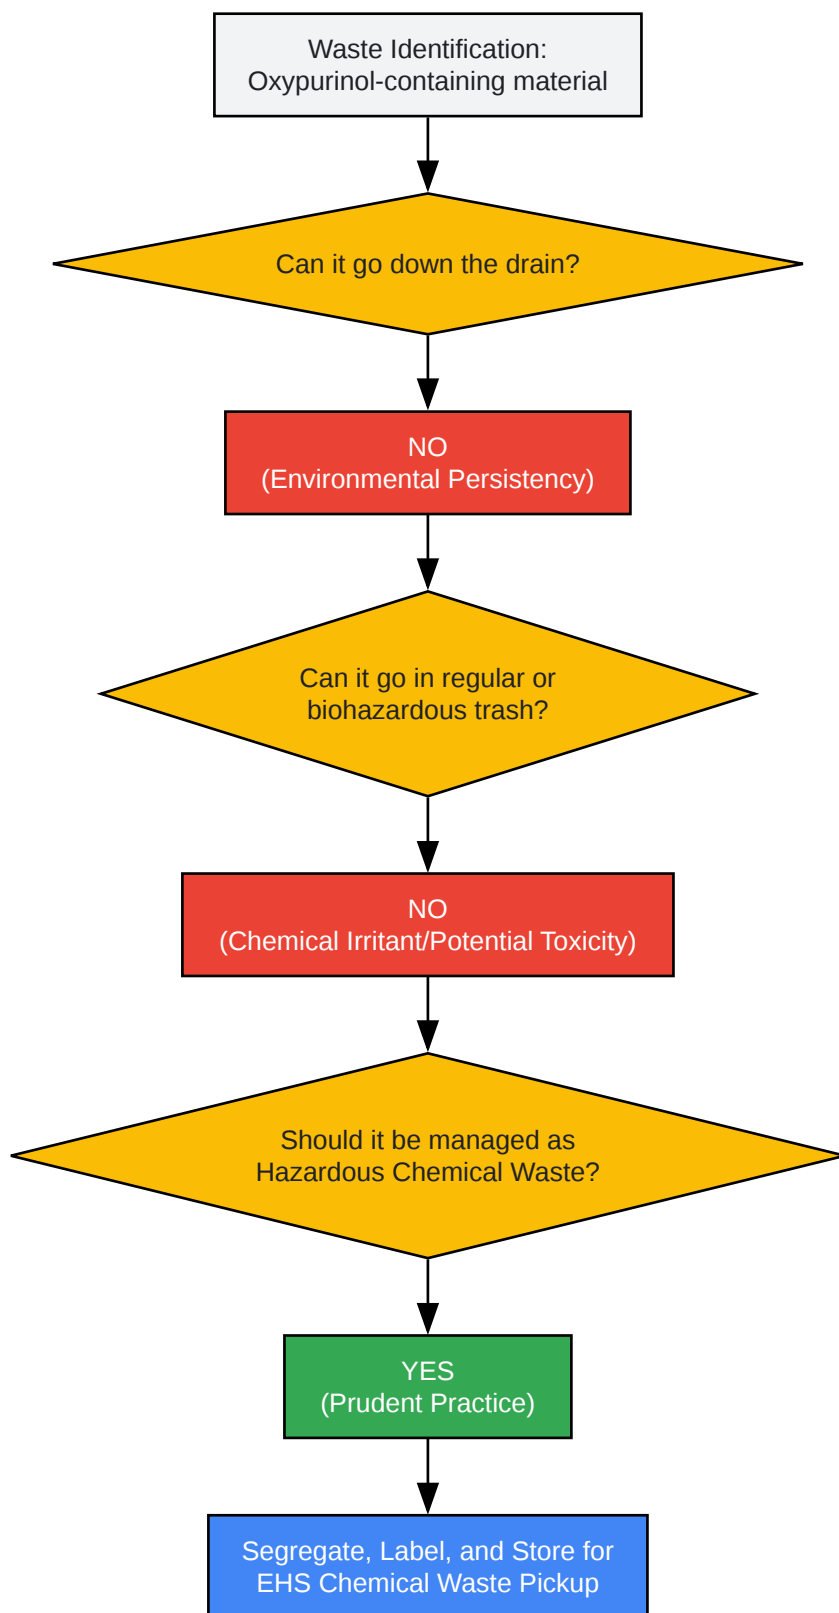 Waste Identification:
Oxypurinol-containing material
Can it go down the drain?
NO
(Environmental Persistency)
Can it go in regular or
biohazardous trash?
NO
(Chemical Irritant/Potential Toxicity)
Should it be managed as
Hazardous Chemical Waste?
YES
(Prudent Practice)
Segregate, Label, and Store for
EHS Chemical Waste Pickup